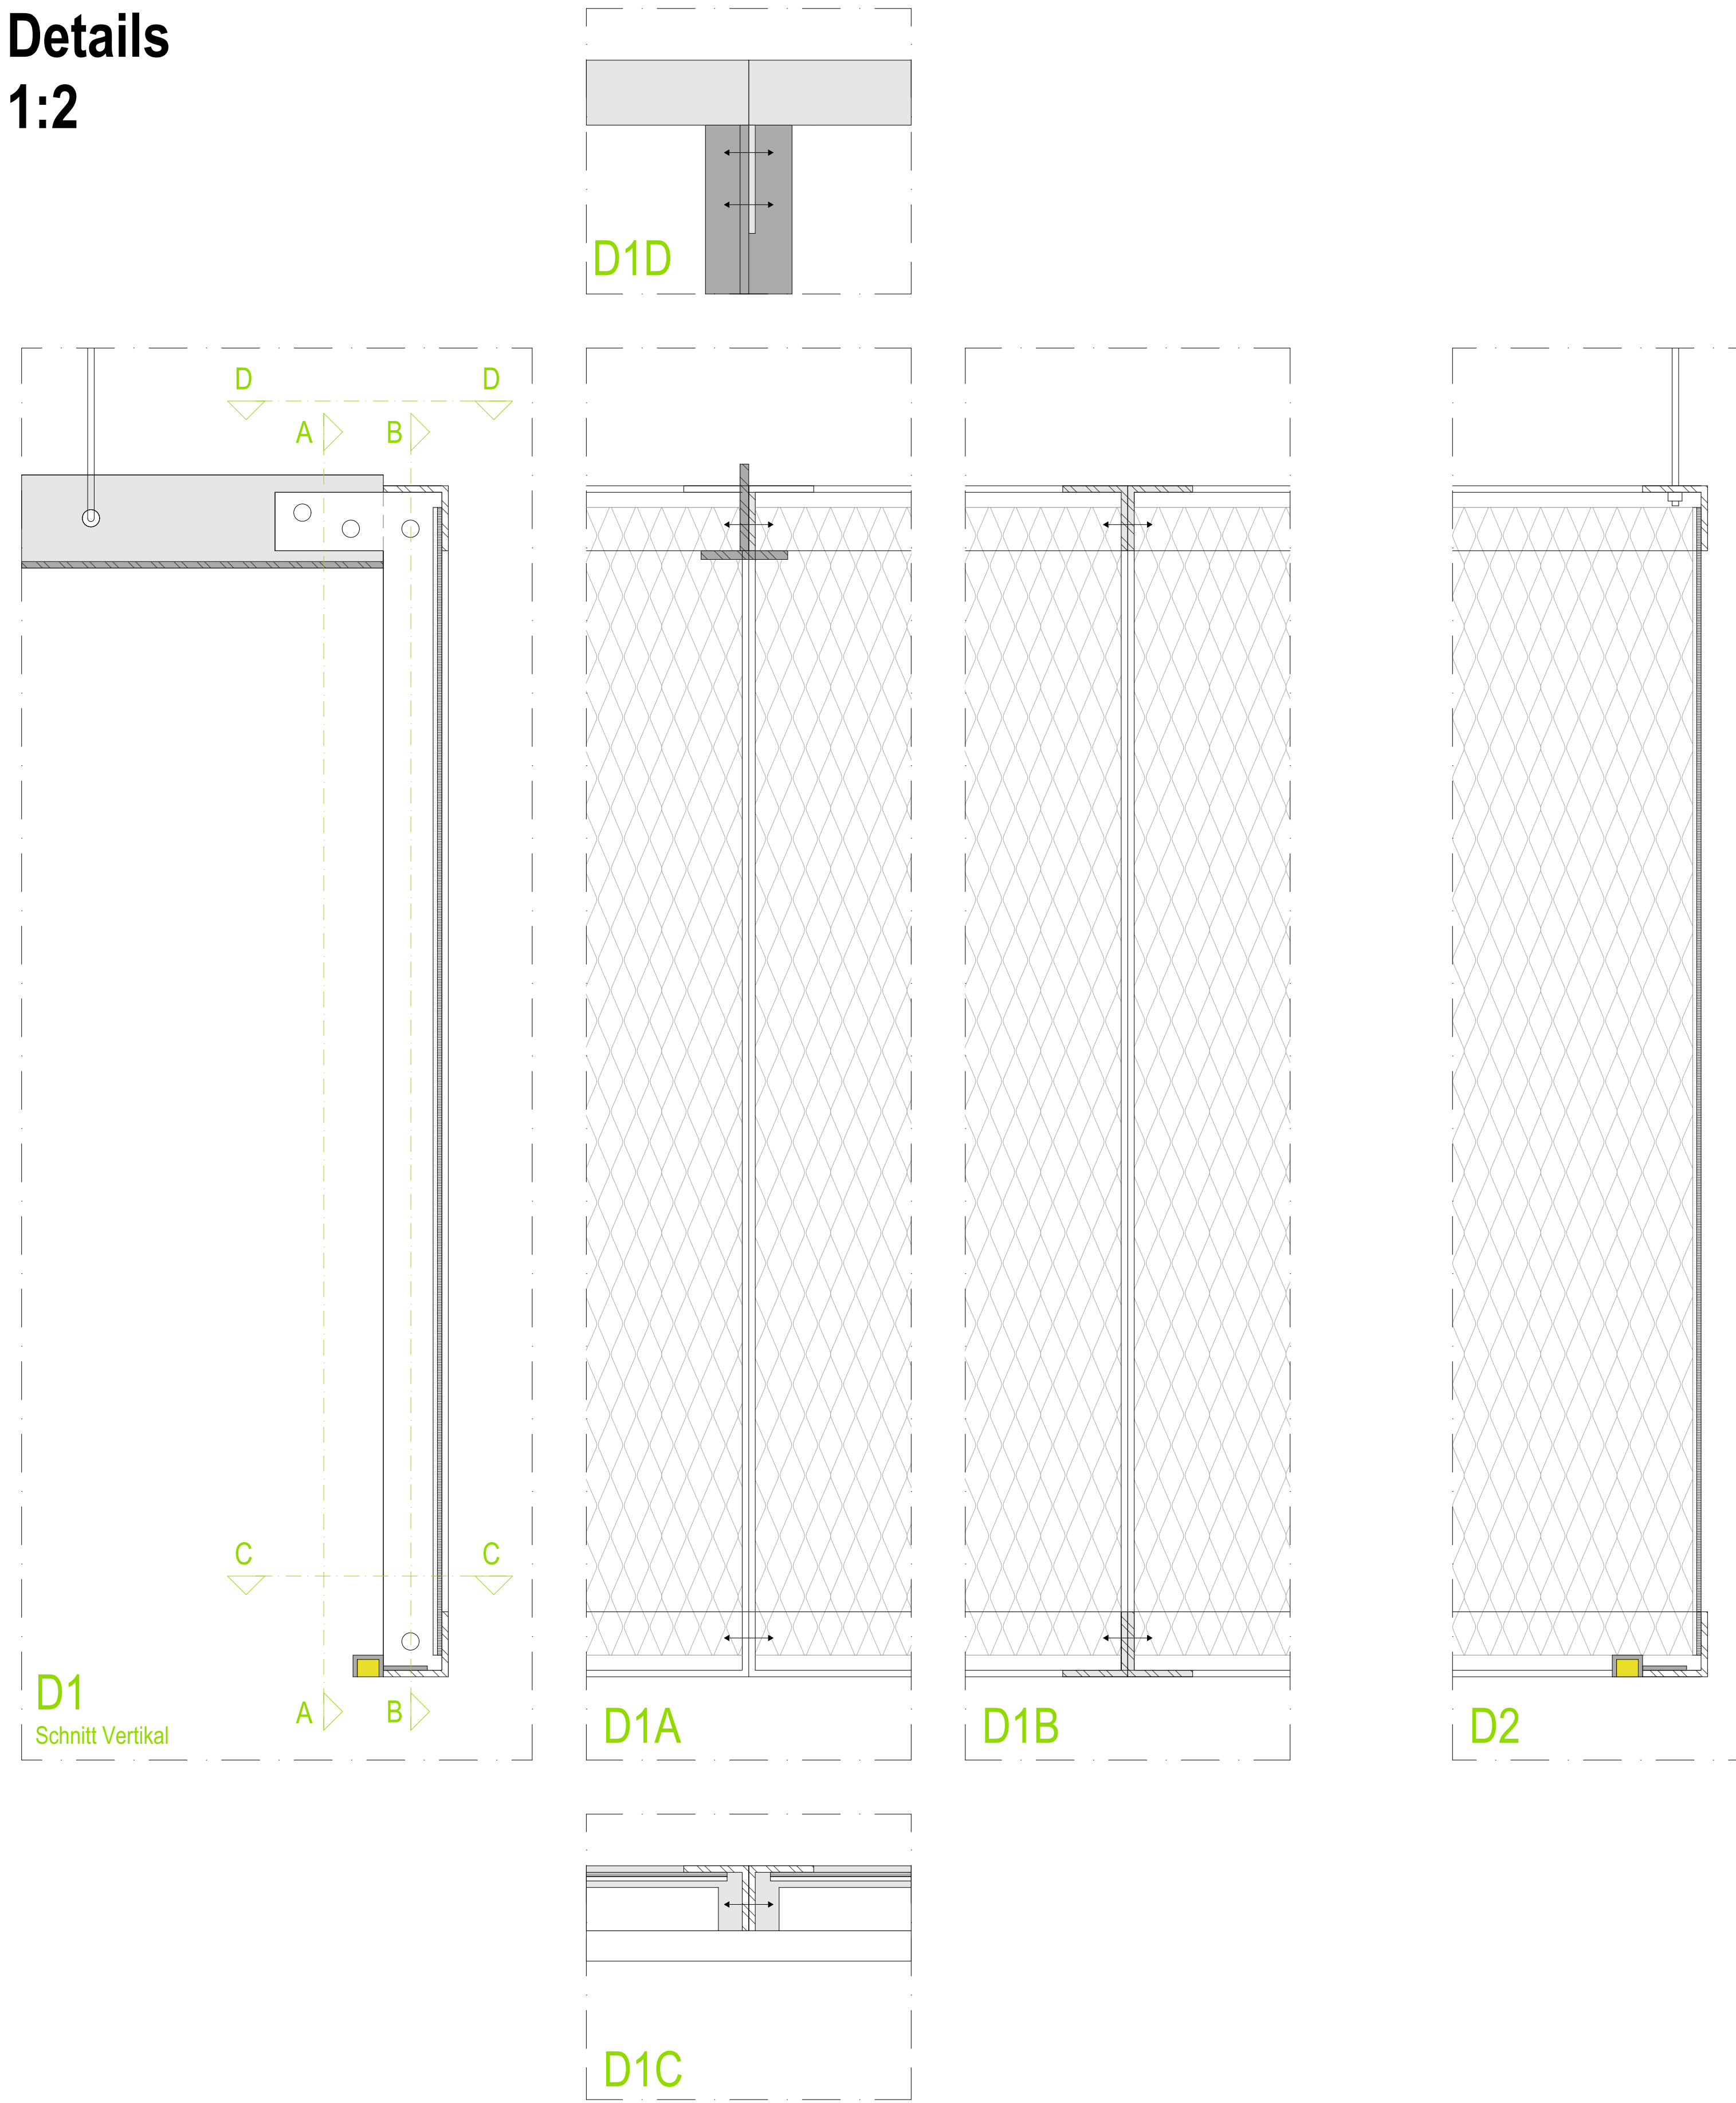 Details
1:2
D1D
D D
A B
C C
D1
Schnitt Vertikal
A B
D1A
D1B
D2
D1C